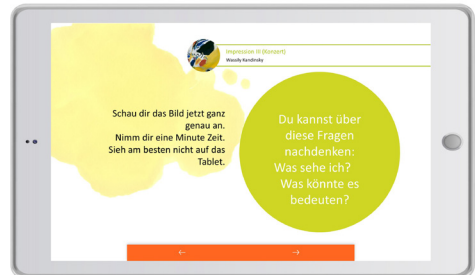 Impression III (Konzert)
Wassily Kandinsky
Schau dir das Bild jetzt ganz
genau an.
Nimm dir eine Minute Zeit.
Sieh am besten nicht auf das
Tablet.
Du kannst über
diese Fragen
nachdenken:
Was sehe ich?
Was könnte es
bedeuten?